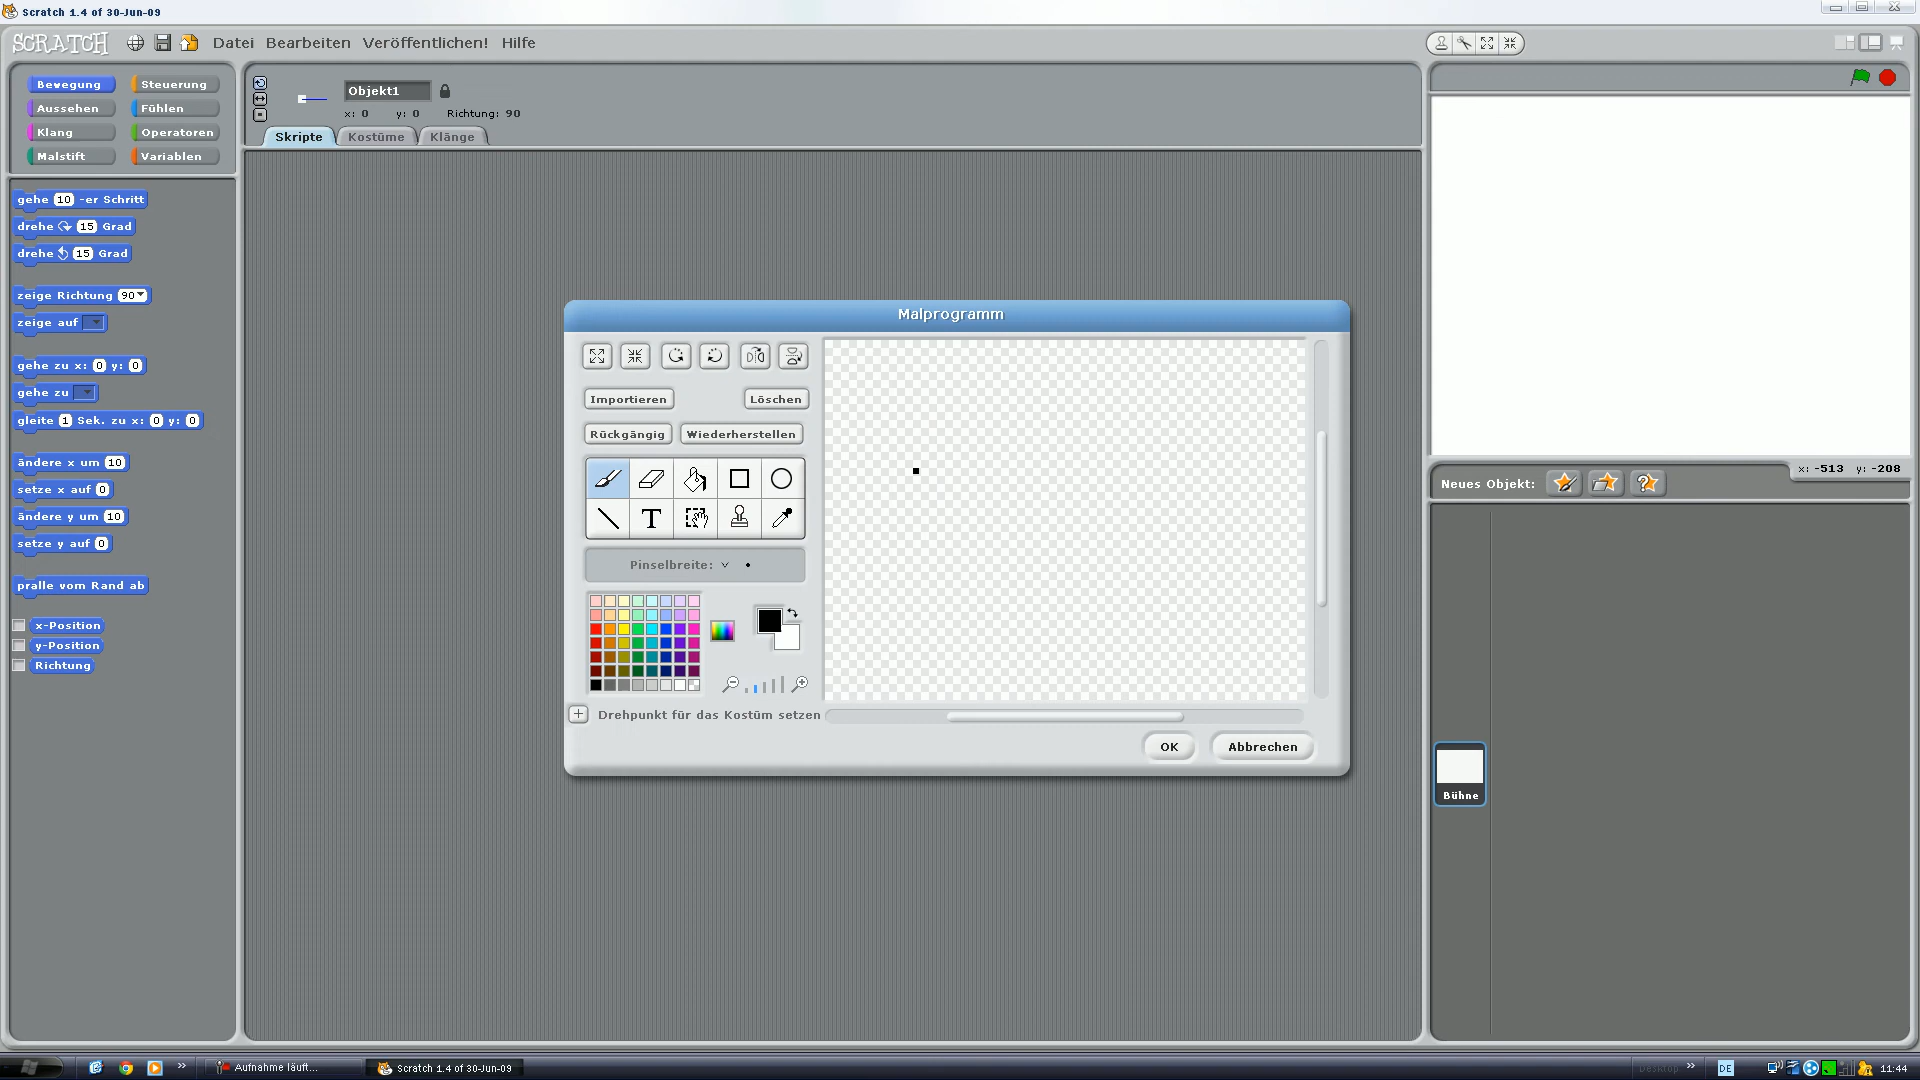 Scratch 1.4 of 30-Jun-09
SCRATCH Datei Bearbeiten Veröffentlichen! Hilfe
Bewegung Steuerung
Aussehen Fühlen
Klang Operatoren
Malstift Variablen
Objekt1
x: 0 y: 0 Richtung: 90
Skripte Kostüme Klänge
gehe 10 -er Schritt
drehe 15 Grad
drehe 15 Grad
zeige Richtung 90
zeige auf
gehe zu x: 0 y: 0
gehe zu
gleite 1 Sek. zu x: 0 y: 0
ändere x um 10
setze x auf 0
ändere y um 10
setze y auf 0
pralle vom Rand ab
x-Position
y-Position
Richtung
Malprogramm
Importieren Löschen
Rückgängig Wiederherstellen
T
Pinselbreite:
Drehpunkt für das Kostüm setzen
OK Abbrechen
x: -513 y: -208
Neues Objekt:
Bühne
Aufnahme läuft... Scratch 1.4 of 30-Jun-09 Desktop DE 11:44